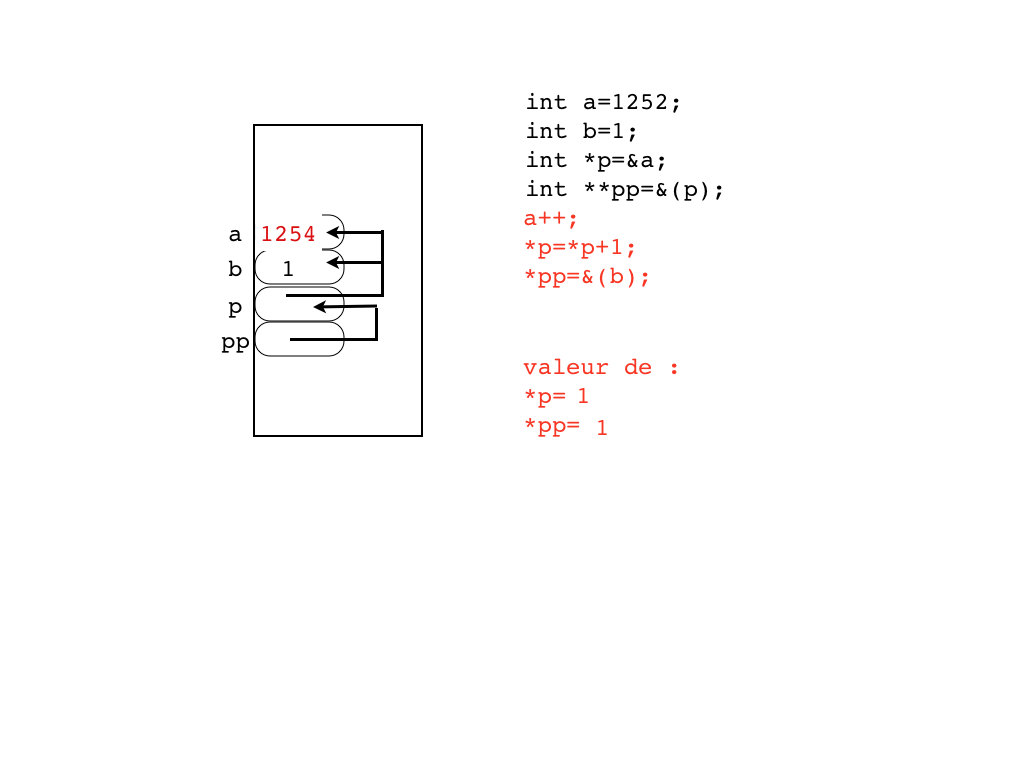 int a=1252;
int b=1;
int *p=&a;
int **pp=&(p);
a++;
*p=*p+1;
*pp=&(b);
a 1254
b 1
p
pp
valeur de :
*p= 1
*pp= 1